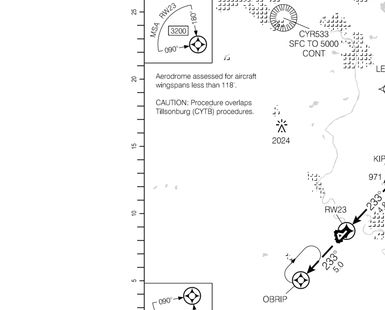 25
MSA RW23
180°
3200
090°
CYR533
SFC TO 5000
CONT
20
Aerodrome assessed for aircraft
wingspans less than 118'.
CAUTION: Procedure overlaps
Tillsonburg (CYTB) procedures.
2024
15
KIP
971
233°
10
RW23
233°
5.0
5
OBRIP
090°